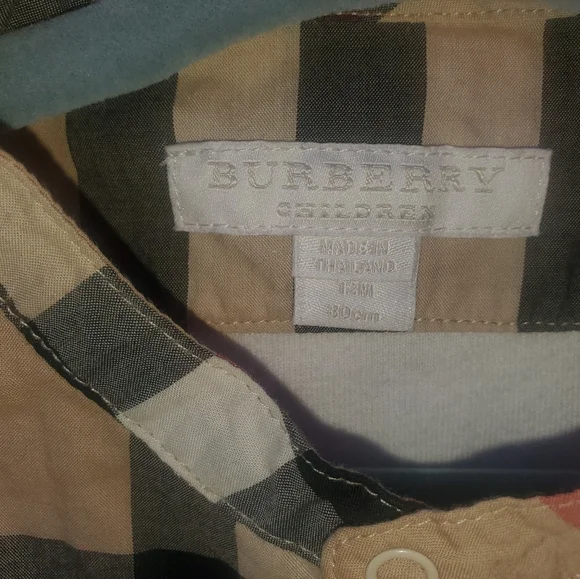 BURBERRY
CHILDREN
MADE IN
THAILAND
12M
80cm